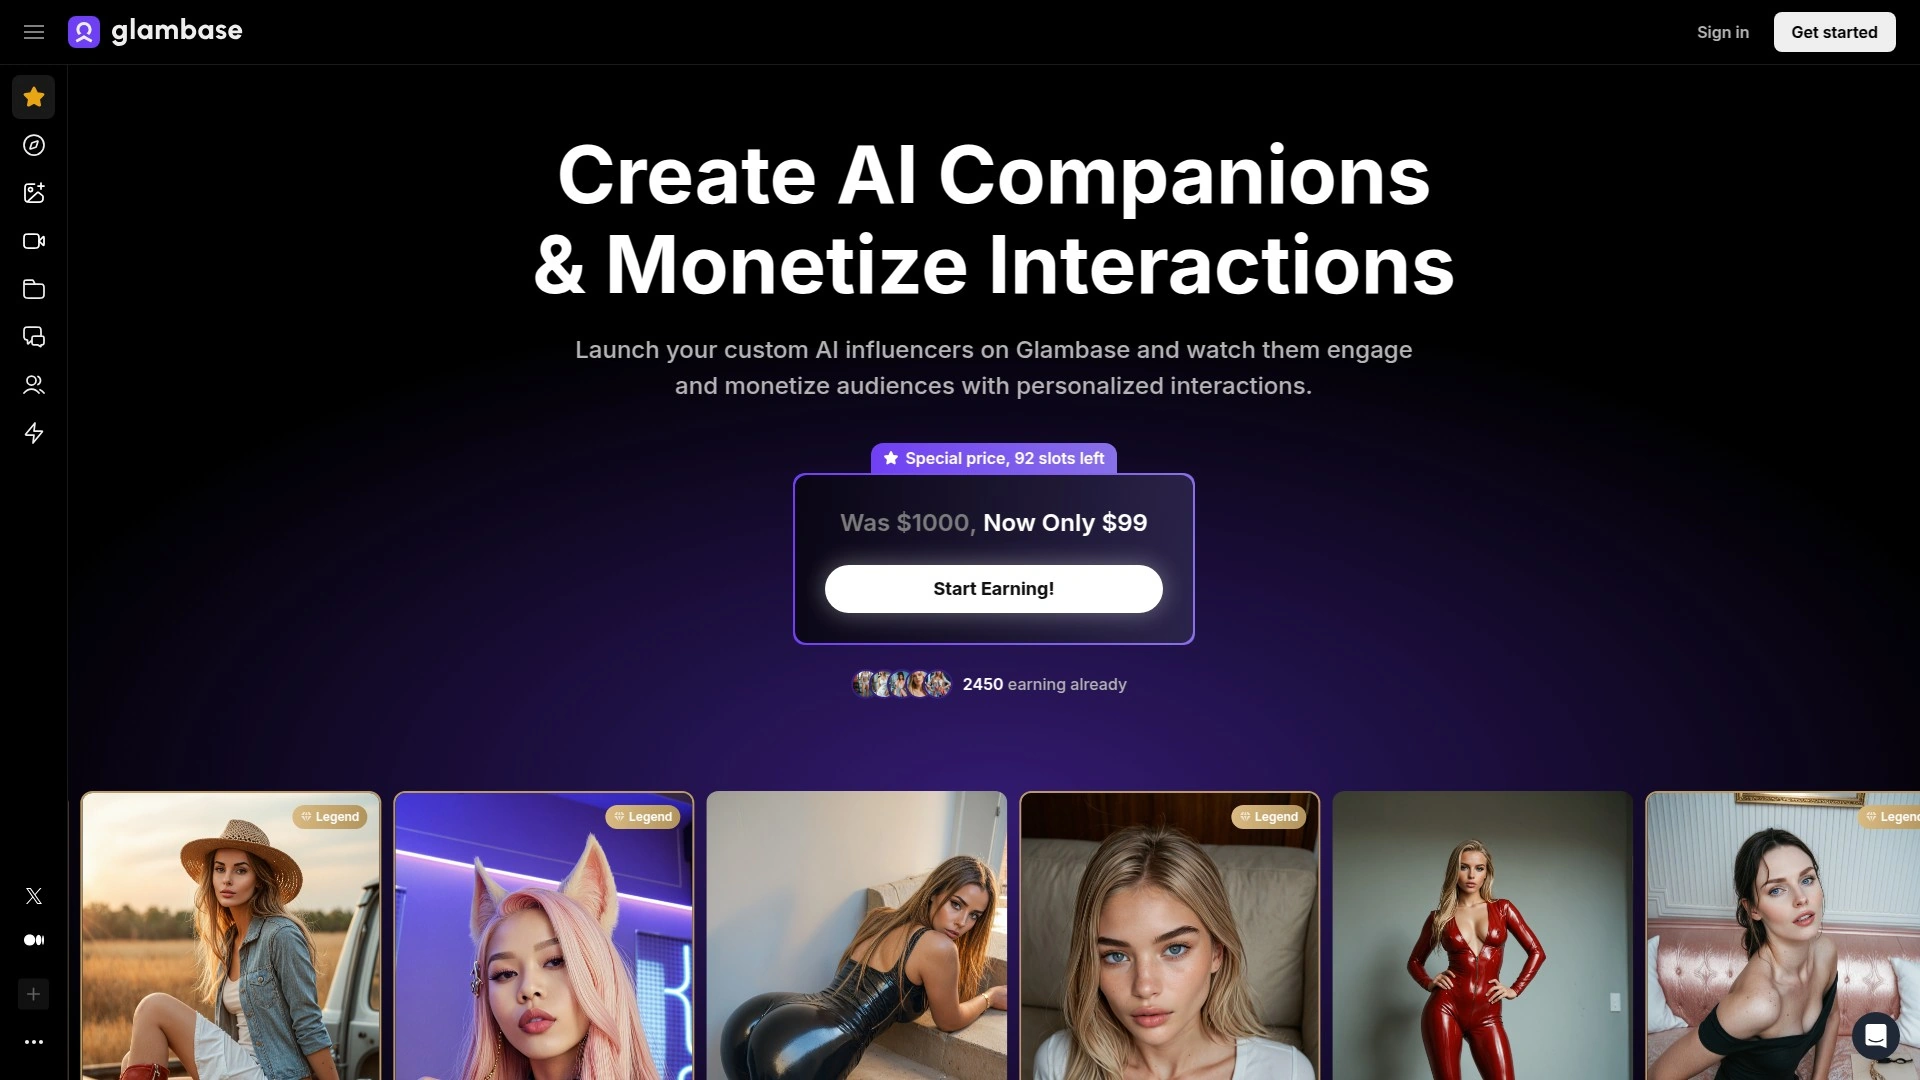 glambase
Sign in
Get started
Create AI Companions
& Monetize Interactions
Launch your custom AI influencers on Glambase and watch them engage
and monetize audiences with personalized interactions.
Special price, 92 slots left
Was $1000, Now Only $99
Start Earning!
2450 earning already
Legend
Legend
Legend
Legend